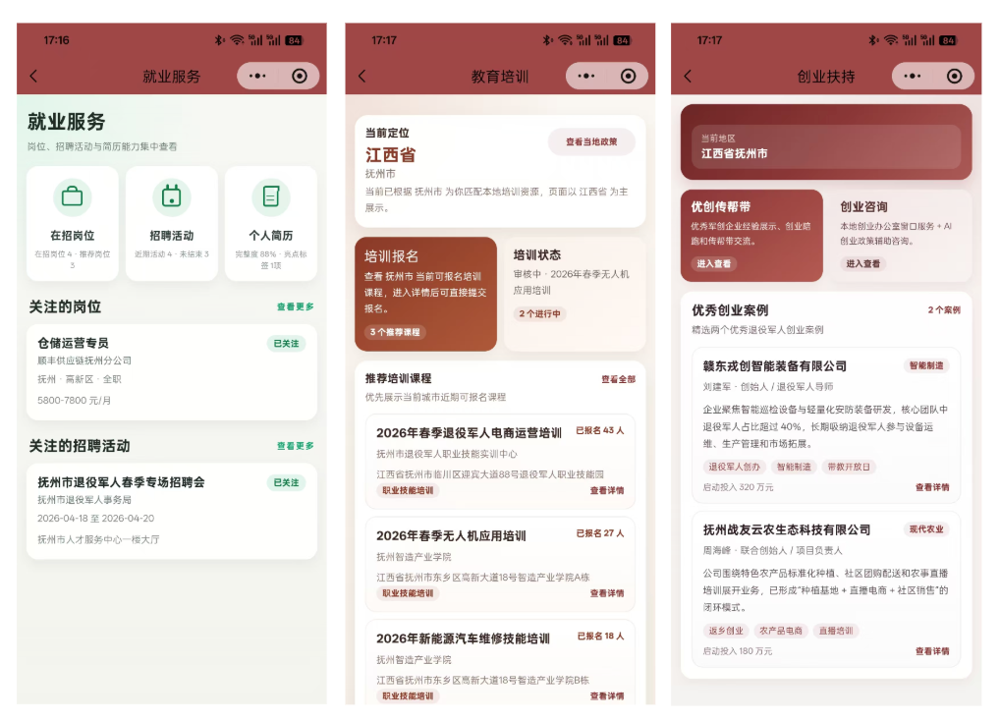 17:16
84
就业服务
就业服务
岗位、招聘活动与简历能力集中查看
在招岗位
在招岗位 4 · 推荐岗位
3
招聘活动
近期活动 4 · 未结束 3
个人简历
完整度 88% · 亮点标
签 1项
关注的岗位
查看更多
仓储运营专员
已关注
顺丰供应链抚州分公司
抚州 · 高新区 · 全职
5800-7800 元/月
关注的招聘活动
查看更多
抚州市退役军人春季专场招聘会
已关注
抚州市退役军人事务局
2026-04-18 至 2026-04-20
抚州市人才服务中心一楼大厅
17:17
84
教育培训
当前定位
江西省
抚州市
查看当地政策
当前已根据 抚州市 为你匹配本地培训资源，页面以 江西省 为主
展示。
培训报名
查看 抚州市 当前可报名培训
课程，进入详情后可直接提交
报名。
3 个推荐课程
培训状态
审核中 · 2026年春季无人机
应用培训
2 个进行中
推荐培训课程
查看全部
优先展示当前城市近期可报名课程
2026年春季退役军人电商运营培训
已报名 43 人
抚州市退役军人职业技能实训中心
江西省抚州市临川区迎宾大道88号退役军人职业技能园
职业技能培训
查看详情
2026年春季无人机应用培训
已报名 27 人
抚州智造产业学院
江西省抚州市东乡区高新大道18号智造产业学院A栋
职业技能培训
查看详情
2026年新能源汽车维修技能培训
已报名 18 人
抚州智造产业学院
江西省抚州市东乡区高新大道18号智造产业学院B栋
职业技能培训
查看详情
17:17
84
创业扶持
当前地区
江西省抚州市
优创传帮带
优秀军创企业经验展示、创业陪
跑和传帮带交流。
进入查看
创业咨询
本地创业办公室窗口服务 + AI
创业政策辅助咨询。
进入查看
优秀创业案例
2 个案例
精选两个优秀退役军人创业案例
赣东戎创智能装备有限公司
智能制造
刘建军 · 创始人 / 退役军人导师
企业聚焦智能巡检设备与轻量化安防装备研发，核心团队中
退役军人占比超过 40%，长期吸纳退役军人参与设备运
维、生产管理和市场拓展。
退役军人创办
智能制造
带教开放日
启动投入 320 万元
查看详情
抚州战友云农生态科技有限公司
现代农业
周海峰 · 联合创始人 / 项目负责人
公司围绕特色农产品标准化种植、社区团购配送和农事直播
培训展开业务，已形成“种植基地 + 直播电商 + 社区销售”的
闭环模式。
返乡创业
农产品电商
直播培训
启动投入 180 万元
查看详情